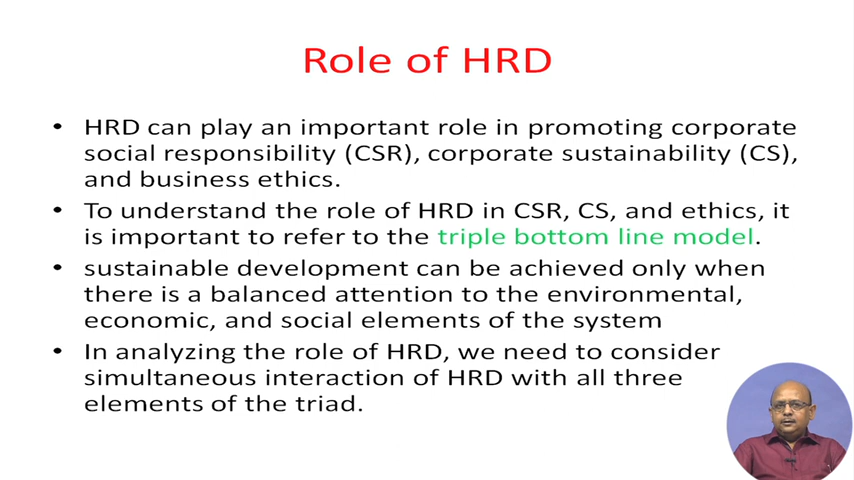 Role of HRD
• HRD can play an important role in promoting corporate
social responsibility (CSR), corporate sustainability (CS),
and business ethics.
• To understand the role of HRD in CSR, CS, and ethics, it
is important to refer to the triple bottom line model.
• sustainable development can be achieved only when
there is a balanced attention to the environmental,
economic, and social elements of the system
• In analyzing the role of HRD, we need to consider
simultaneous interaction of HRD with all three
elements of the triad.